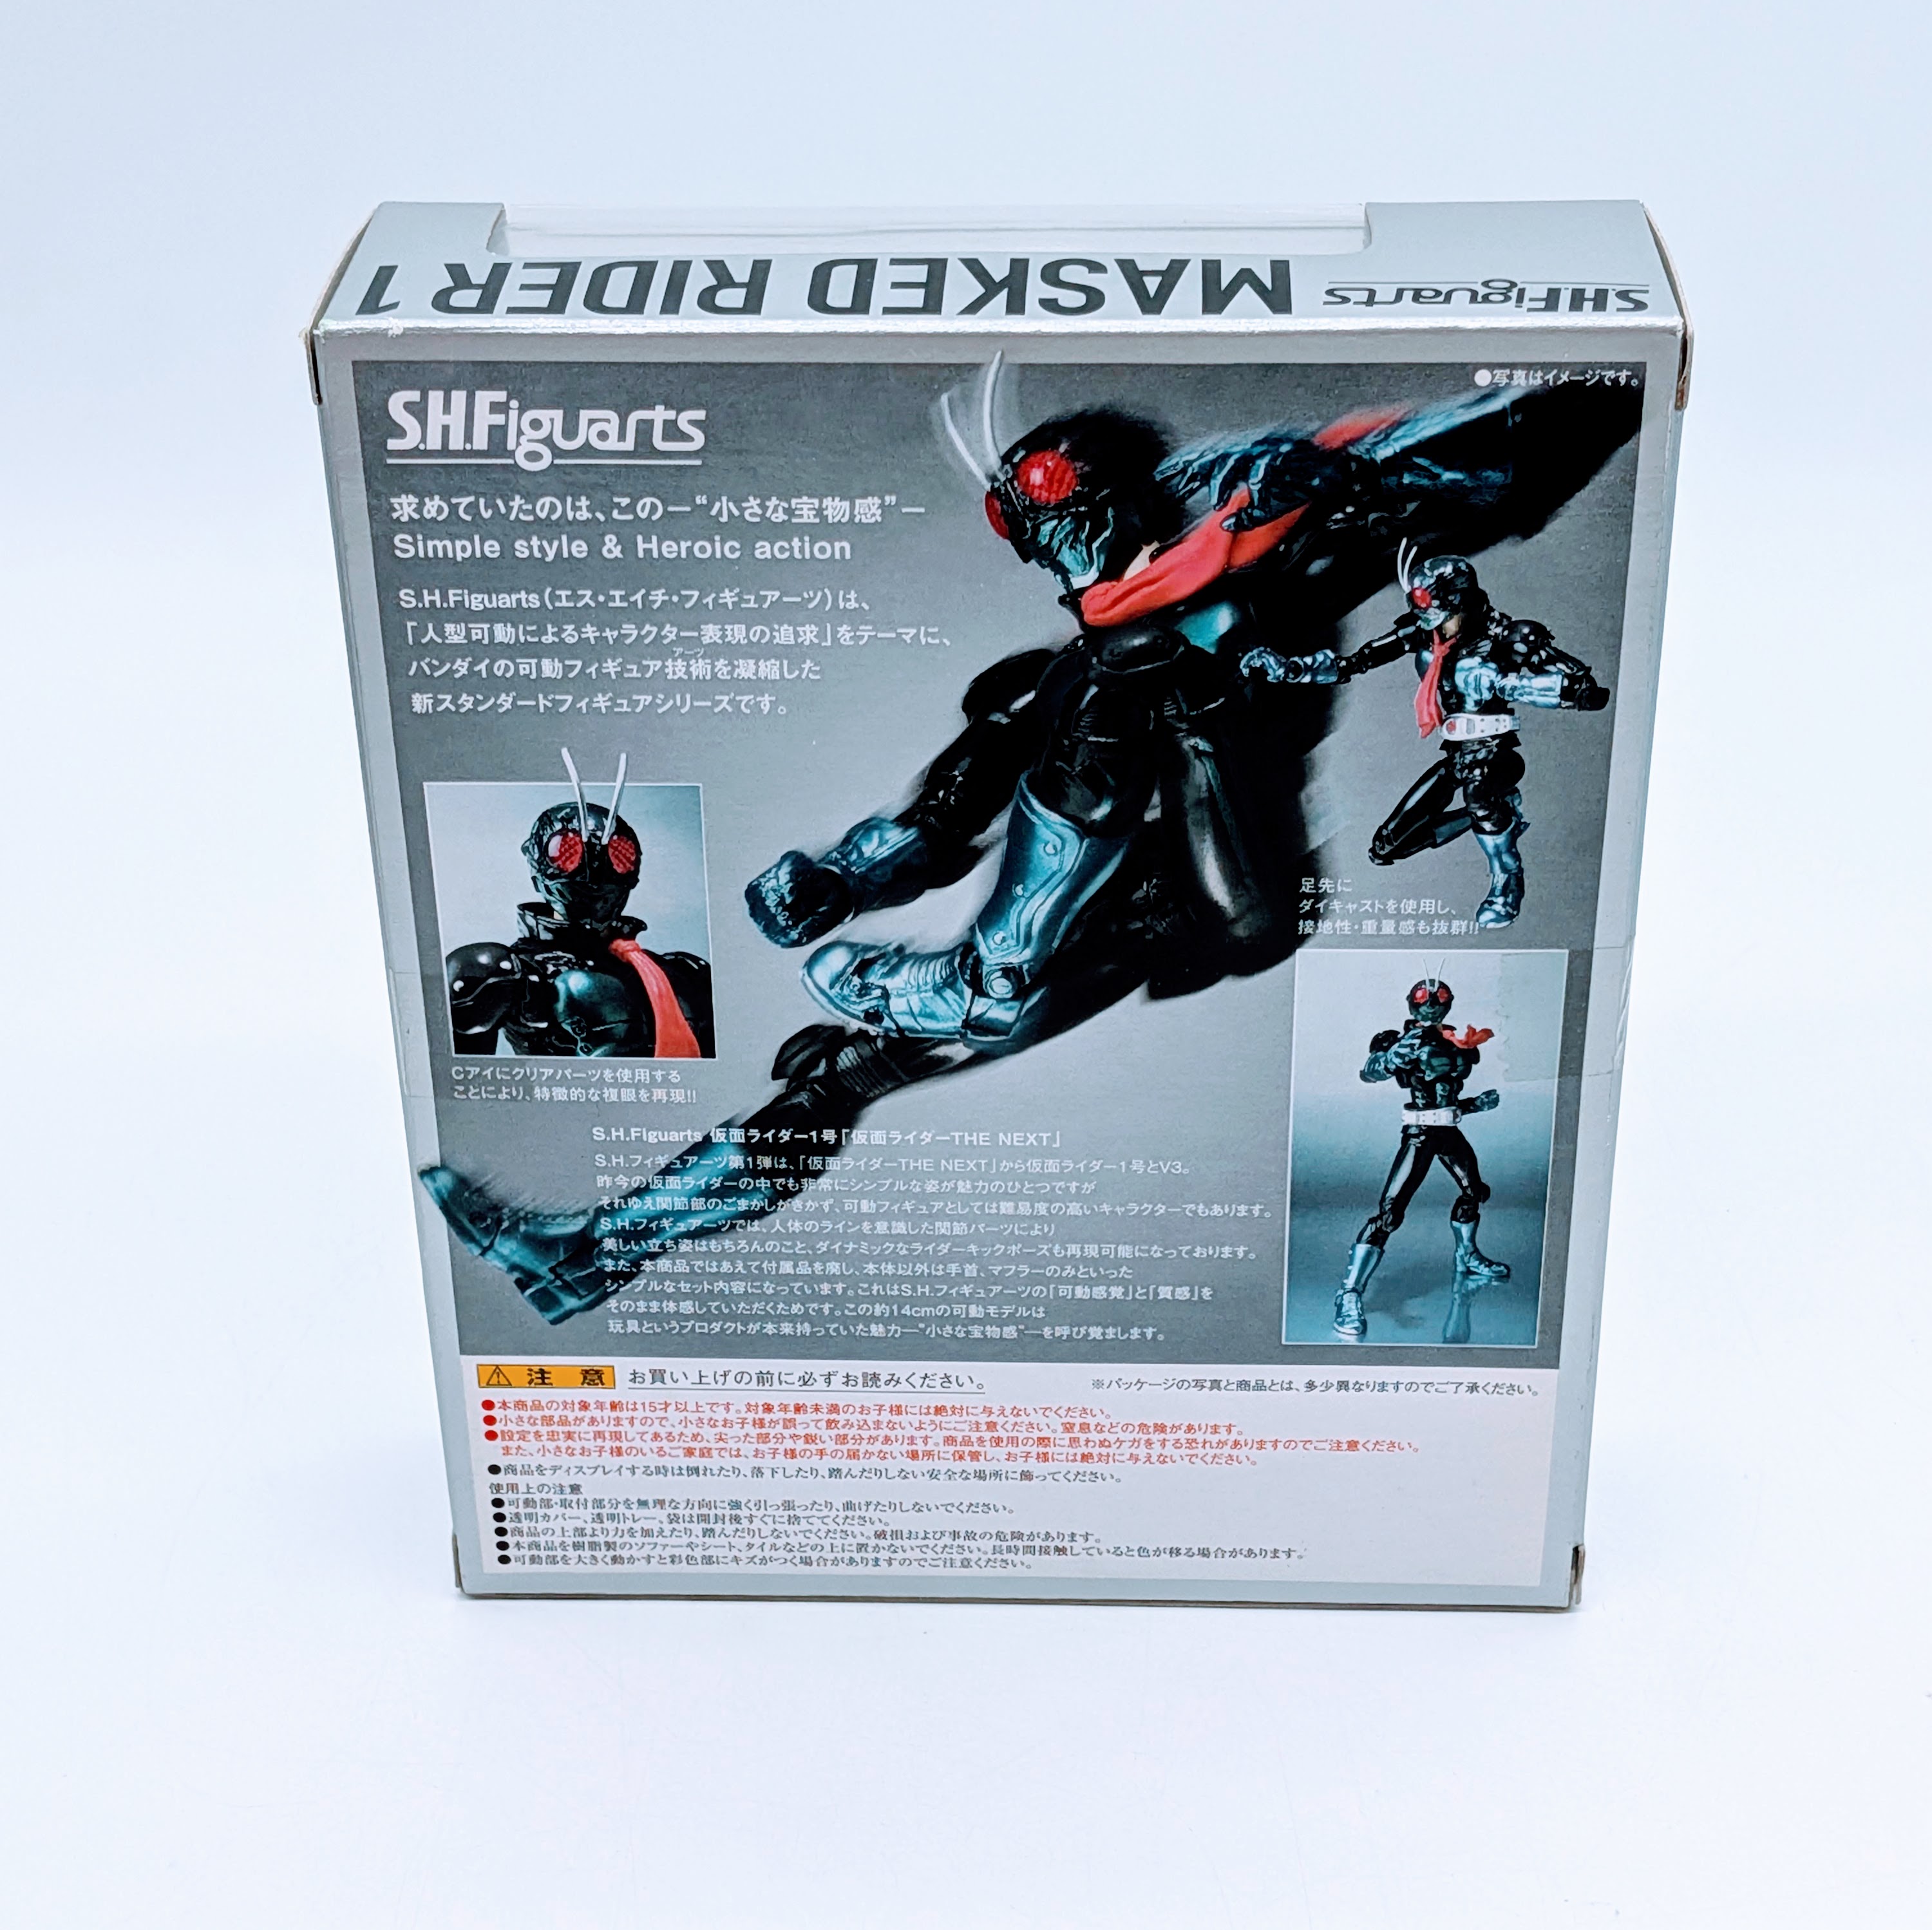 S.H.Figuarts MASKED RIDER 1
●写真はイメージです。
S.H.Figuarts
求めていたのは、この―“小さな宝物感”―
Simple style & Heroic action
S.H.Figuarts（エス・エイチ・フィギュアーツ）は、
「人型可動によるキャラクター表現の追求」をテーマに、
アーツ
バンダイの可動フィギュア技術を凝縮した
新スタンダードフィギュアシリーズです。
足先に
ダイキャストを使用し、
接地性・重量感も抜群!!
Cアイにクリアパーツを使用する
ことにより、特徴的な複眼を再現!!
S.H.Figuarts 仮面ライダー1号「仮面ライダーTHE NEXT」
S.H.フィギュアーツ第1弾は、「仮面ライダーTHE NEXT」から仮面ライダー1号とV3。
昨今の仮面ライダーの中でも非常にシンプルな姿が魅力のひとつですが
それゆえ関節部のごまかしがきかず、可動フィギュアとしては難易度の高いキャラクターでもあります。
S.H.フィギュアーツでは、人体のラインを意識した関節パーツにより
美しい立ち姿はもちろんのこと、ダイナミックなライダーキックポーズも再現可能になっております。
また、本商品ではあえて付属品を廃し、本体以外は手首、マフラーのみといった
シンプルなセット内容になっています。これはS.H.フィギュアーツの「可動感覚」と「質感」を
そのまま体感していただくためです。この約14cmの可動モデルは
玩具というプロダクトが本来持っていた魅力―“小さな宝物感”―を呼び覚まします。
注意 お買い上げの前に必ずお読みください。
※パッケージの写真と商品とは、多少異なりますのでご了承ください。
●本商品の対象年齢は15才以上です。対象年齢未満のお子様には絶対に与えないでください。
●小さな部品がありますので、小さなお子様が誤って飲み込まないようにご注意ください。窒息などの危険があります。
●設定を忠実に再現してあるため、尖った部分や鋭い部分があります。商品を使用の際に思わぬケガをする恐れがありますのでご注意ください。
また、小さなお子様のいるご家庭では、お子様の手の届かない場所に保管し、お子様には絶対に与えないでください。
●商品をディスプレイする時は倒れたり、落下したり、踏んだりしない安全な場所に飾ってください。
使用上の注意
●可動部・取付部分を無理な方向に強く引っ張ったり、曲げたりしないでください。
●透明カバー、透明トレー、袋は開封後すぐに捨ててください。
●商品の上部より力を加えたり、踏んだりしないでください。破損および事故の危険があります。
●本商品を樹脂製のソファーやシート、タイルなどの上に置かないでください。長時間接触していると色が移る場合があります。
●可動部を大きく動かすと彩色部にキズがつく場合がありますのでご注意ください。